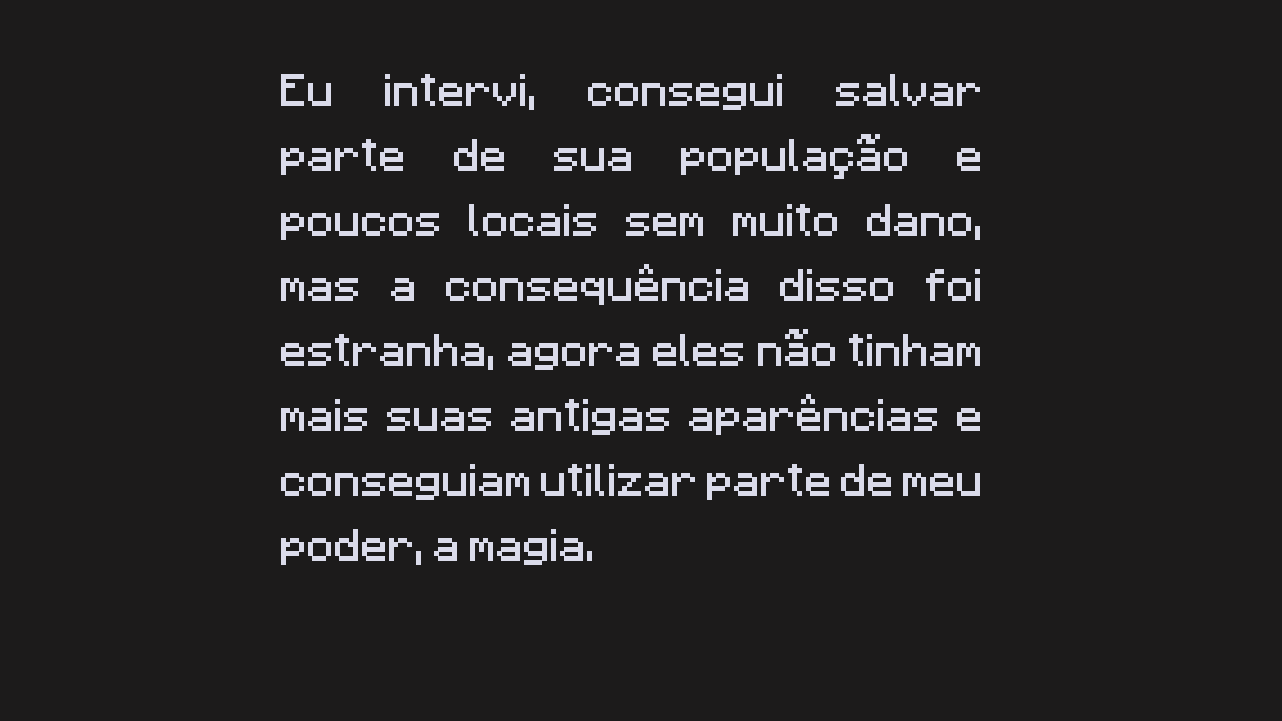 Eu intervi, consegui salvar
parte de sua população e
poucos locais sem muito dano,
mas a consequência disso foi
estranha, agora eles não tinham
mais suas antigas aparências e
conseguiam utilizar parte de meu
poder, a magia.